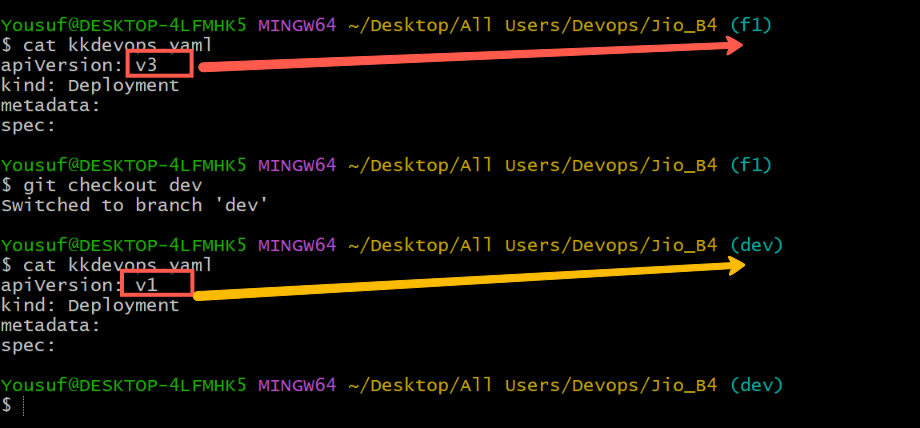 Yousuf@DESKTOP-4LFMHK5 MINGW64 ~/Desktop/All Users/Devops/Jio_B4 (f1)
$ cat kkdevops.yaml
apiVersion: v3
kind: Deployment
metadata:
spec:
Yousuf@DESKTOP-4LFMHK5 MINGW64 ~/Desktop/All Users/Devops/Jio_B4 (f1)
$ git checkout dev
Switched to branch 'dev'
Yousuf@DESKTOP-4LFMHK5 MINGW64 ~/Desktop/All Users/Devops/Jio_B4 (dev)
$ cat kkdevops.yaml
apiVersion: v1
kind: Deployment
metadata:
spec:
Yousuf@DESKTOP-4LFMHK5 MINGW64 ~/Desktop/All Users/Devops/Jio_B4 (dev)
$